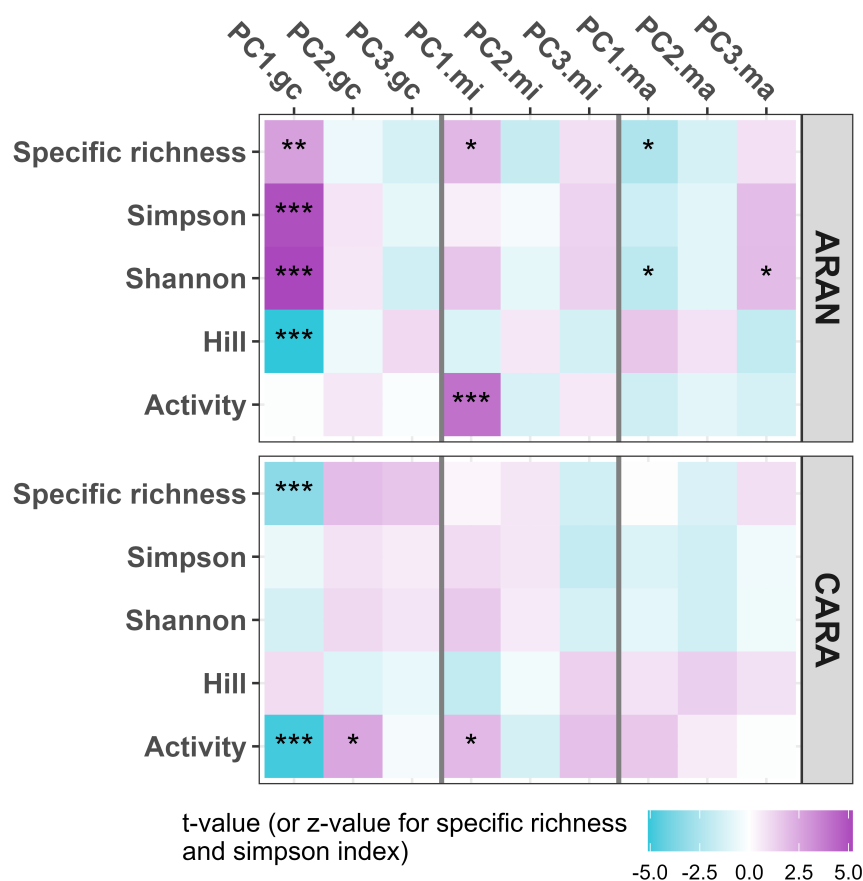 PC1.gc PC2.gc PC3.gc PC1.mi PC2.mi PC3.mi PC1.ma PC2.ma PC3.ma
Specific richness ** * *
Simpson ***
Shannon *** * *
Hill ***
Activity ***
ARAN
Specific richness ***
Simpson
Shannon
Hill
Activity *** * *
CARA
t-value (or z-value for specific richness
and simpson index)
-5.0 -2.5 0.0 2.5 5.0